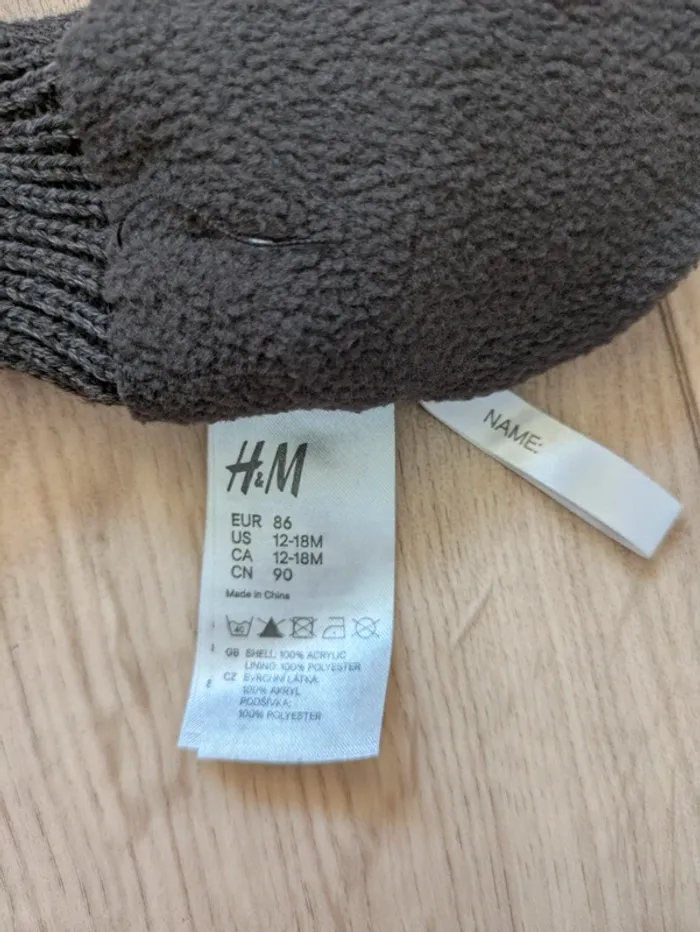 H&M
EUR 86
US 12-18M
CA 12-18M
CN 90
Made in China
40
GB SHELL: 100% ACRYLIC
LINING: 100% POLYESTER
CZ SVRCHNÍ LÁTKA:
100% AKRYL
PODŠÍVKA:
100% POLYESTER
NAME: